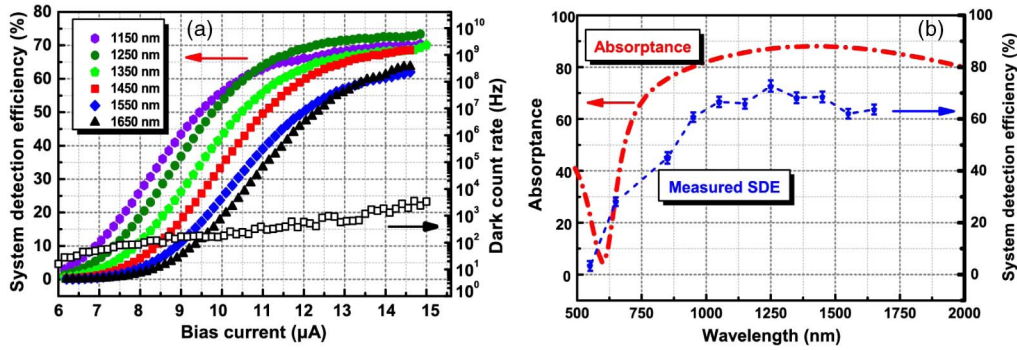 (a)
System detection efficiency (%)
80
70
60
50
40
30
20
10
0
1150 nm
1250 nm
1350 nm
1450 nm
1550 nm
1650 nm
10^10
10^9
10^8
10^7
10^6
10^5
10^4
10^3
10^2
10^1
10^0
Dark count rate (Hz)
6 7 8 9 10 11 12 13 14 15
Bias current (μA)
(b)
Absorptance
100
80
60
40
20
0
Absorptance
Measured SDE
100
80
60
40
20
0
System detection efficiency (%)
500 750 1000 1250 1500 1750 2000
Wavelength (nm)